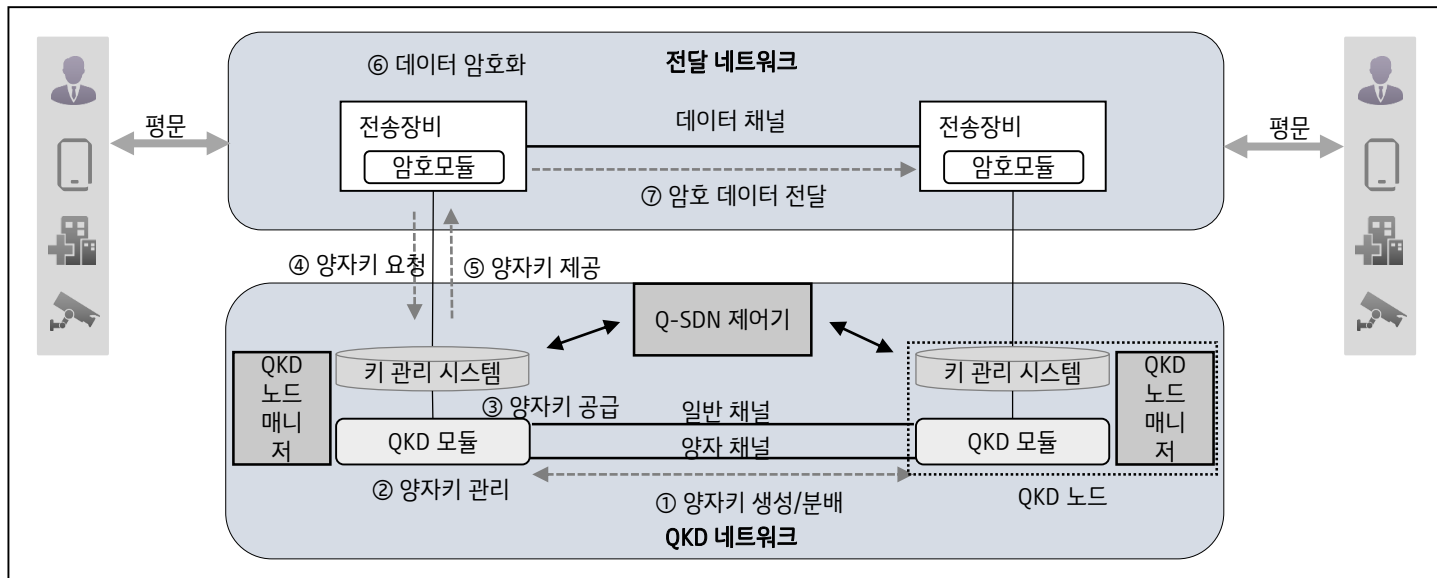 ⑥ 데이터 암호화
전달 네트워크
평문
전송장비
암호모듈
데이터 채널
전송장비
암호모듈
평문
⑦ 암호 데이터 전달
④ 양자키 요청
⑤ 양자키 제공
Q-SDN 제어기
QKD
노드
매니
저
키 관리 시스템
키 관리 시스템
QKD
노드
매니
저
③ 양자키 공급
일반 채널
QKD 모듈
양자 채널
QKD 모듈
② 양자키 관리
① 양자키 생성/분배
QKD 노드
QKD 네트워크